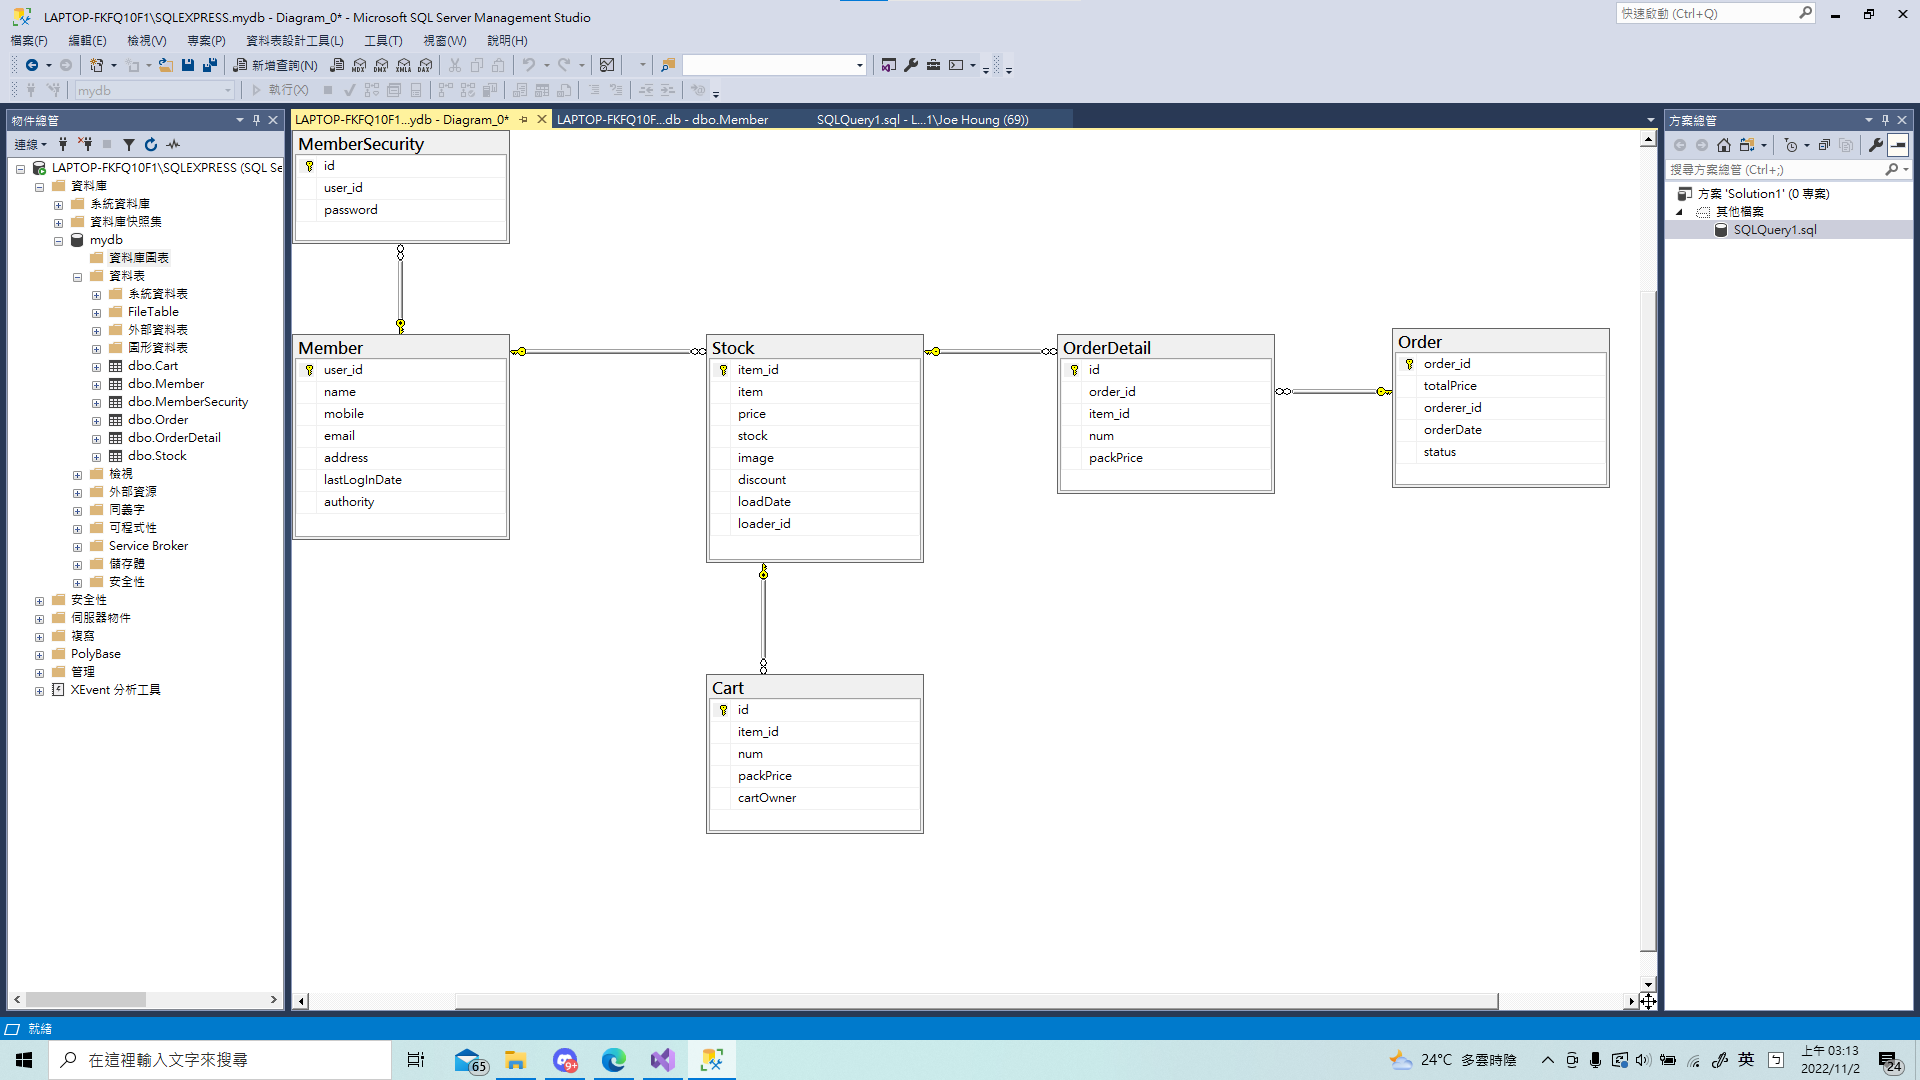 LAPTOP-FKFQ10F1\SQLEXPRESS.mydb - Diagram_0* - Microsoft SQL Server Management Studio
快速啟動 (Ctrl+Q)
檔案(F) 編輯(E) 檢視(V) 專案(P) 資料表設計工具(L) 工具(T) 視窗(W) 說明(H)
新增查詢(N)
MDX DMX XMLA DAX
mydb
執行(X)
物件總管
連線
LAPTOP-FKFQ10F1\SQLEXPRESS (SQL Se
資料庫
系統資料庫
資料庫快照集
mydb
資料庫圖表
資料表
系統資料表
FileTable
外部資料表
圖形資料表
dbo.Cart
dbo.Member
dbo.MemberSecurity
dbo.Order
dbo.OrderDetail
dbo.Stock
檢視
外部資源
同義字
可程式性
Service Broker
儲存體
安全性
安全性
伺服器物件
複寫
PolyBase
管理
XEvent 分析工具
LAPTOP-FKFQ10F1...ydb - Diagram_0*
LAPTOP-FKFQ10F...db - dbo.Member
SQLQuery1.sql - L...1\Joe Houng (69))
MemberSecurity
id
user_id
password
Member
user_id
name
mobile
email
address
lastLogInDate
authority
Stock
item_id
item
price
stock
image
discount
loadDate
loader_id
OrderDetail
id
order_id
item_id
num
packPrice
Order
order_id
totalPrice
orderer_id
orderDate
status
Cart
id
item_id
num
packPrice
cartOwner
方案總管
搜尋方案總管 (Ctrl+;)
方案 'Solution1' (0 專案)
其他檔案
SQLQuery1.sql
就緒
在這裡輸入文字來搜尋
65
9+
24°C 多雲時陰
英
上午 03:13
2022/11/2
24